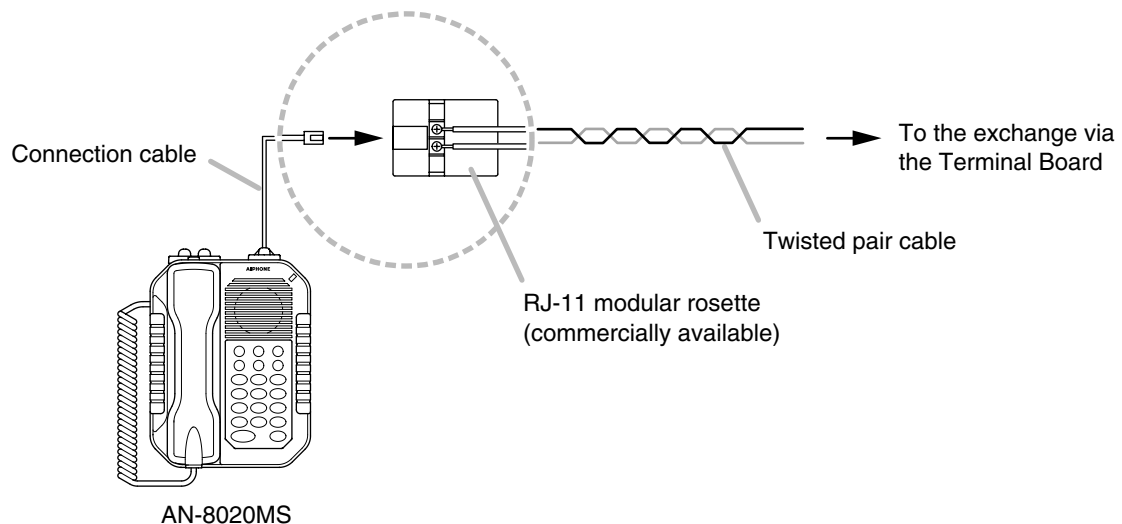 Connection cable
To the exchange via
the Terminal Board
Twisted pair cable
RJ-11 modular rosette
(commercially available)
AIPHONE
AN-8020MS